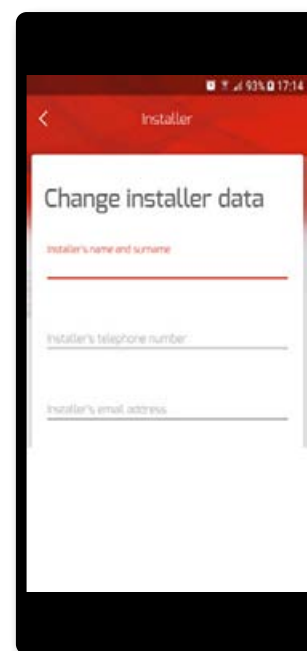 93% 17:14
Installer
Change installer data
Installer's name and surname
Installer's telephone number
Installer's email address